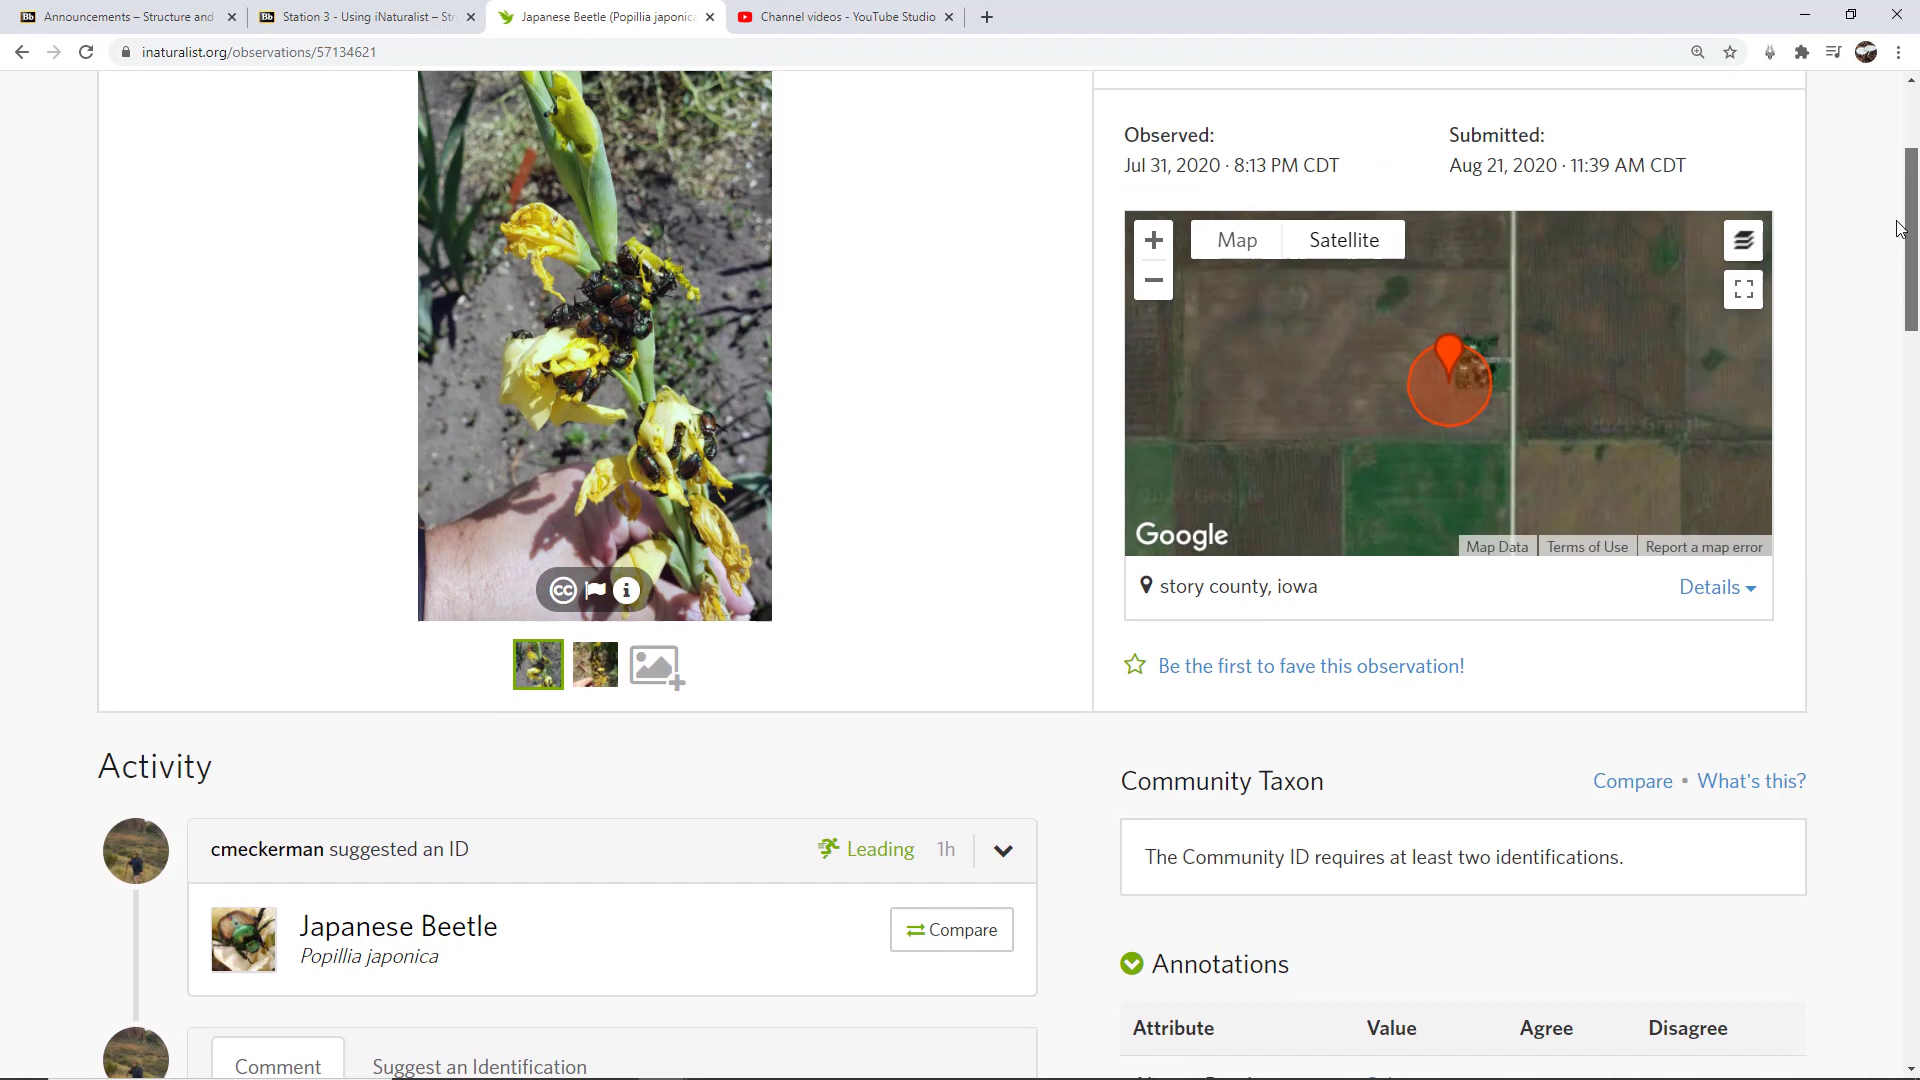 Announcements – Structure and
Station 3 - Using iNaturalist – Str
Japanese Beetle (Popillia japonica
Channel videos - YouTube Studio
inaturalist.org/observations/57134621
Observed:
Jul 31, 2020 · 8:13 PM CDT
Submitted:
Aug 21, 2020 · 11:39 AM CDT
Map
Satellite
Google
Map Data
Terms of Use
Report a map error
story county, iowa
Details
Be the first to fave this observation!
Activity
cmeckerman suggested an ID
Leading
1h
Japanese Beetle
Popillia japonica
Compare
Comment
Suggest an Identification
Community Taxon
Compare • What's this?
The Community ID requires at least two identifications.
Annotations
Attribute Value Agree Disagree